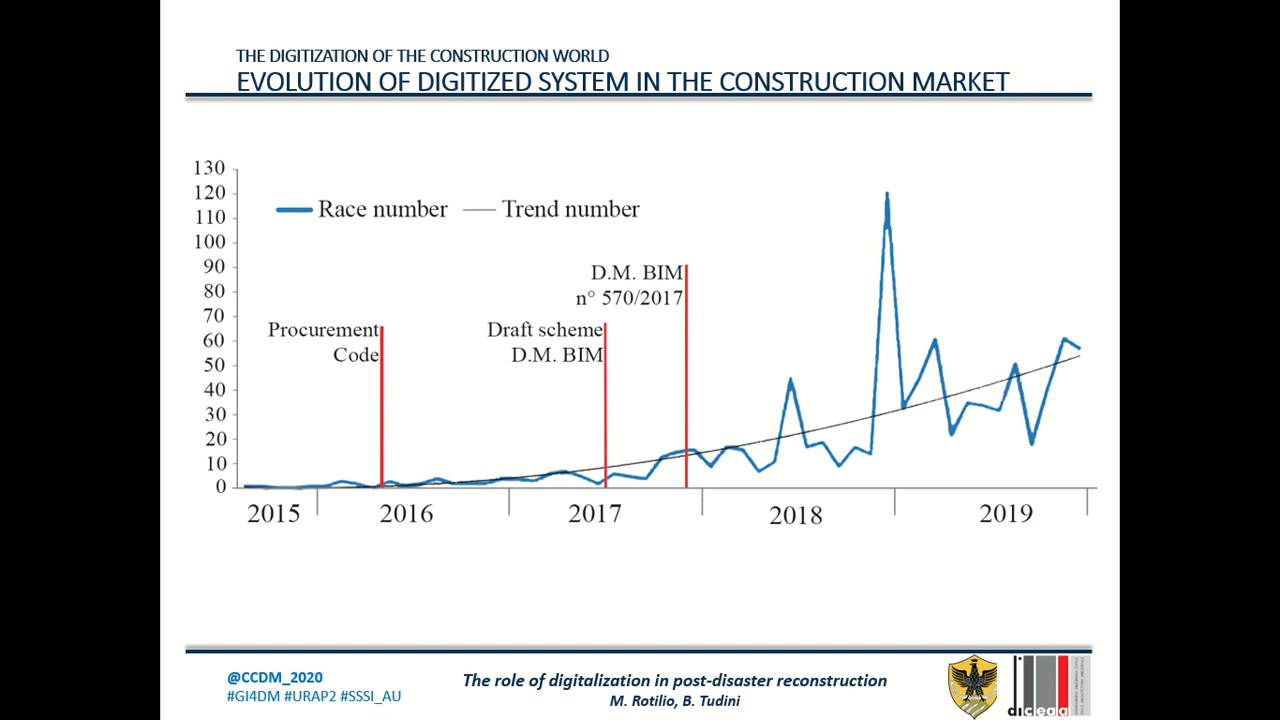 THE DIGITIZATION OF THE CONSTRUCTION WORLD
EVOLUTION OF DIGITIZED SYSTEM IN THE CONSTRUCTION MARKET
130
120
110
100
90
80
70
60
50
40
30
20
10
0
Race number
Trend number
Procurement
Code
Draft scheme
D.M. BIM
D.M. BIM
n° 570/2017
2015
2016
2017
2018
2019
@CCDM_2020
#GI4DM #URAP2 #SSSI_AU
The role of digitalization in post-disaster reconstruction
M. Rotilio, B. Tudini
diceaa